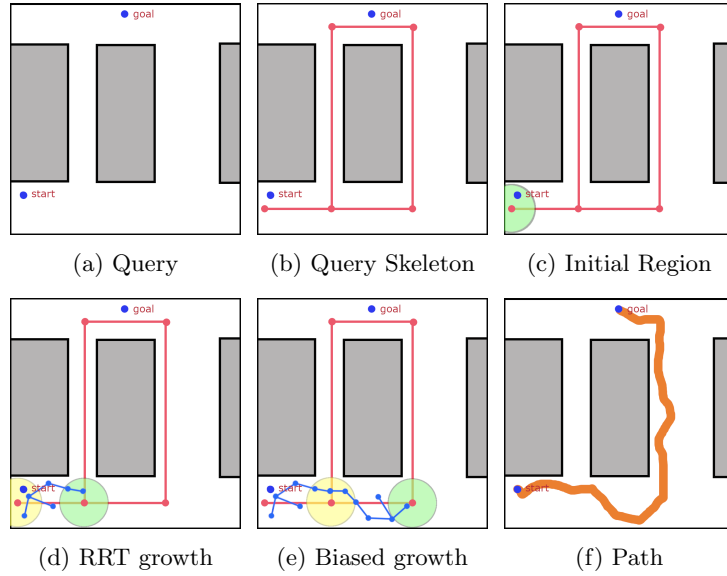 goal
goal
goal
start
start
start
(a) Query
(b) Query Skeleton
(c) Initial Region
goal
goal
goal
start
start
start
(d) RRT growth
(e) Biased growth
(f) Path